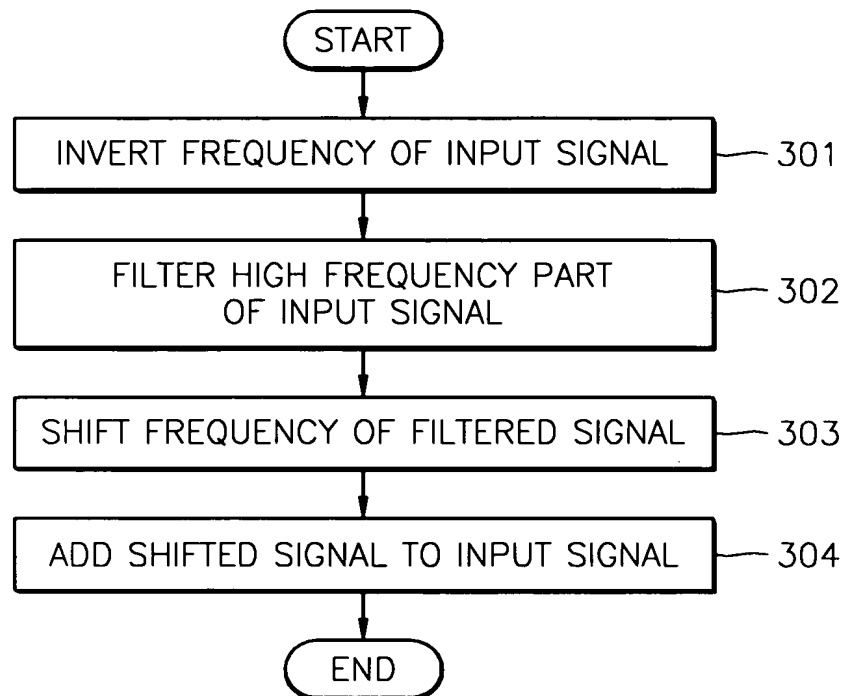 START
INVERT FREQUENCY OF INPUT SIGNAL
301
FILTER HIGH FREQUENCY PART
OF INPUT SIGNAL
302
SHIFT FREQUENCY OF FILTERED SIGNAL
303
ADD SHIFTED SIGNAL TO INPUT SIGNAL
304
END